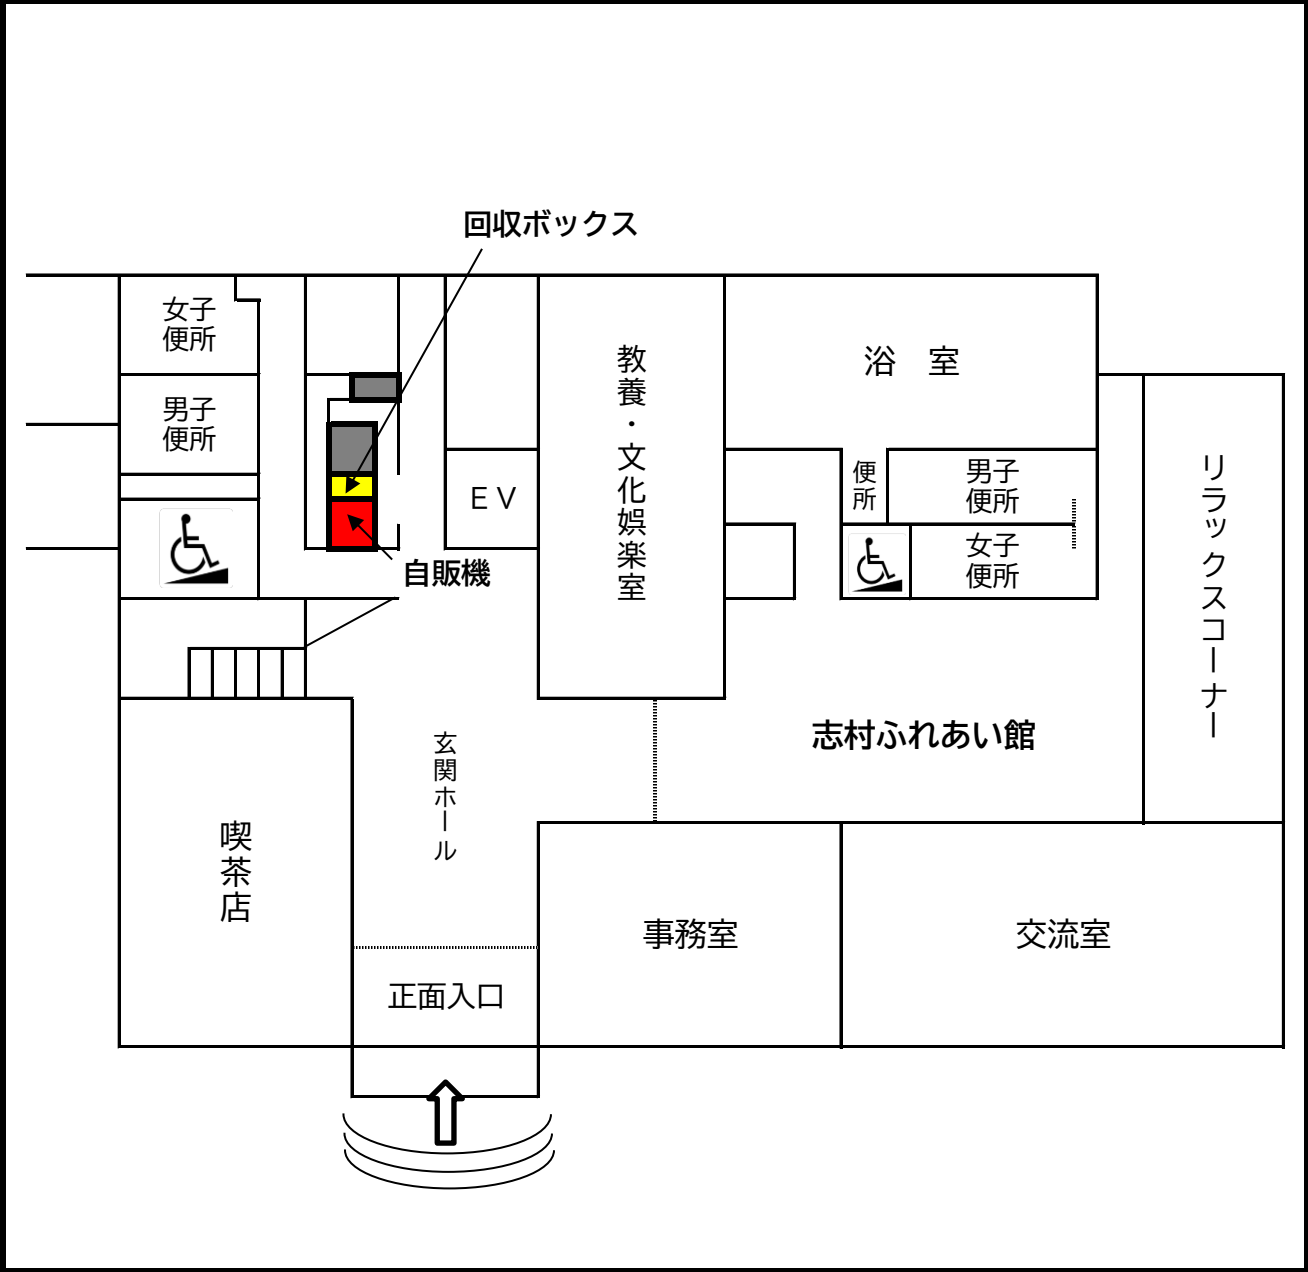 回収ボックス
女子
便所
男子
便所
教養・文化娯楽室
浴　室
ＥＶ
便所
男子
便所
女子
便所
リラックスコーナー
自販機
志村ふれあい館
玄関ホール
喫茶店
事務室
交流室
正面入口